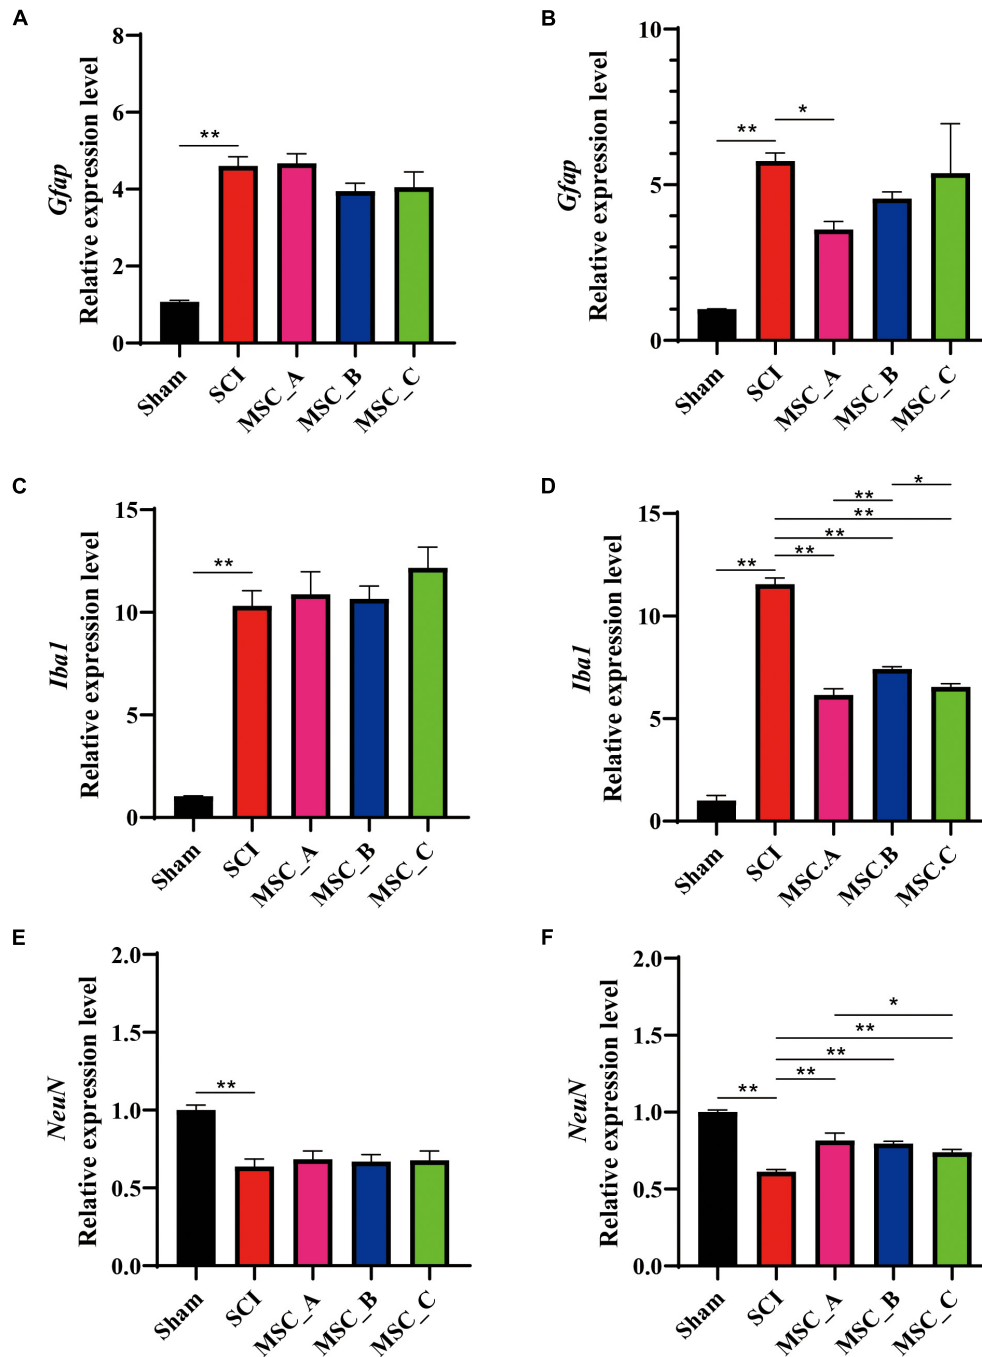 A
Gfap
Relative expression level
8
6
4
2
0
**
Sham
SCI
MSC_A
MSC_B
MSC_C
B
Gfap
Relative expression level
10
5
0
**
*
Sham
SCI
MSC_A
MSC_B
MSC_C
C
Iba1
Relative expression level
15
10
5
0
**
Sham
SCI
MSC_A
MSC_B
MSC_C
D
Iba1
Relative expression level
15
10
5
0
*
**
**
**
**
**
Sham
SCI
MSC.A
MSC.B
MSC.C
E
NeuN
Relative expression level
2.0
1.5
1.0
0.5
0.0
**
Sham
SCI
MSC_A
MSC_B
MSC_C
F
NeuN
Relative expression level
2.0
1.5
1.0
0.5
0.0
*
**
**
**
**
Sham
SCI
MSC_A
MSC_B
MSC_C